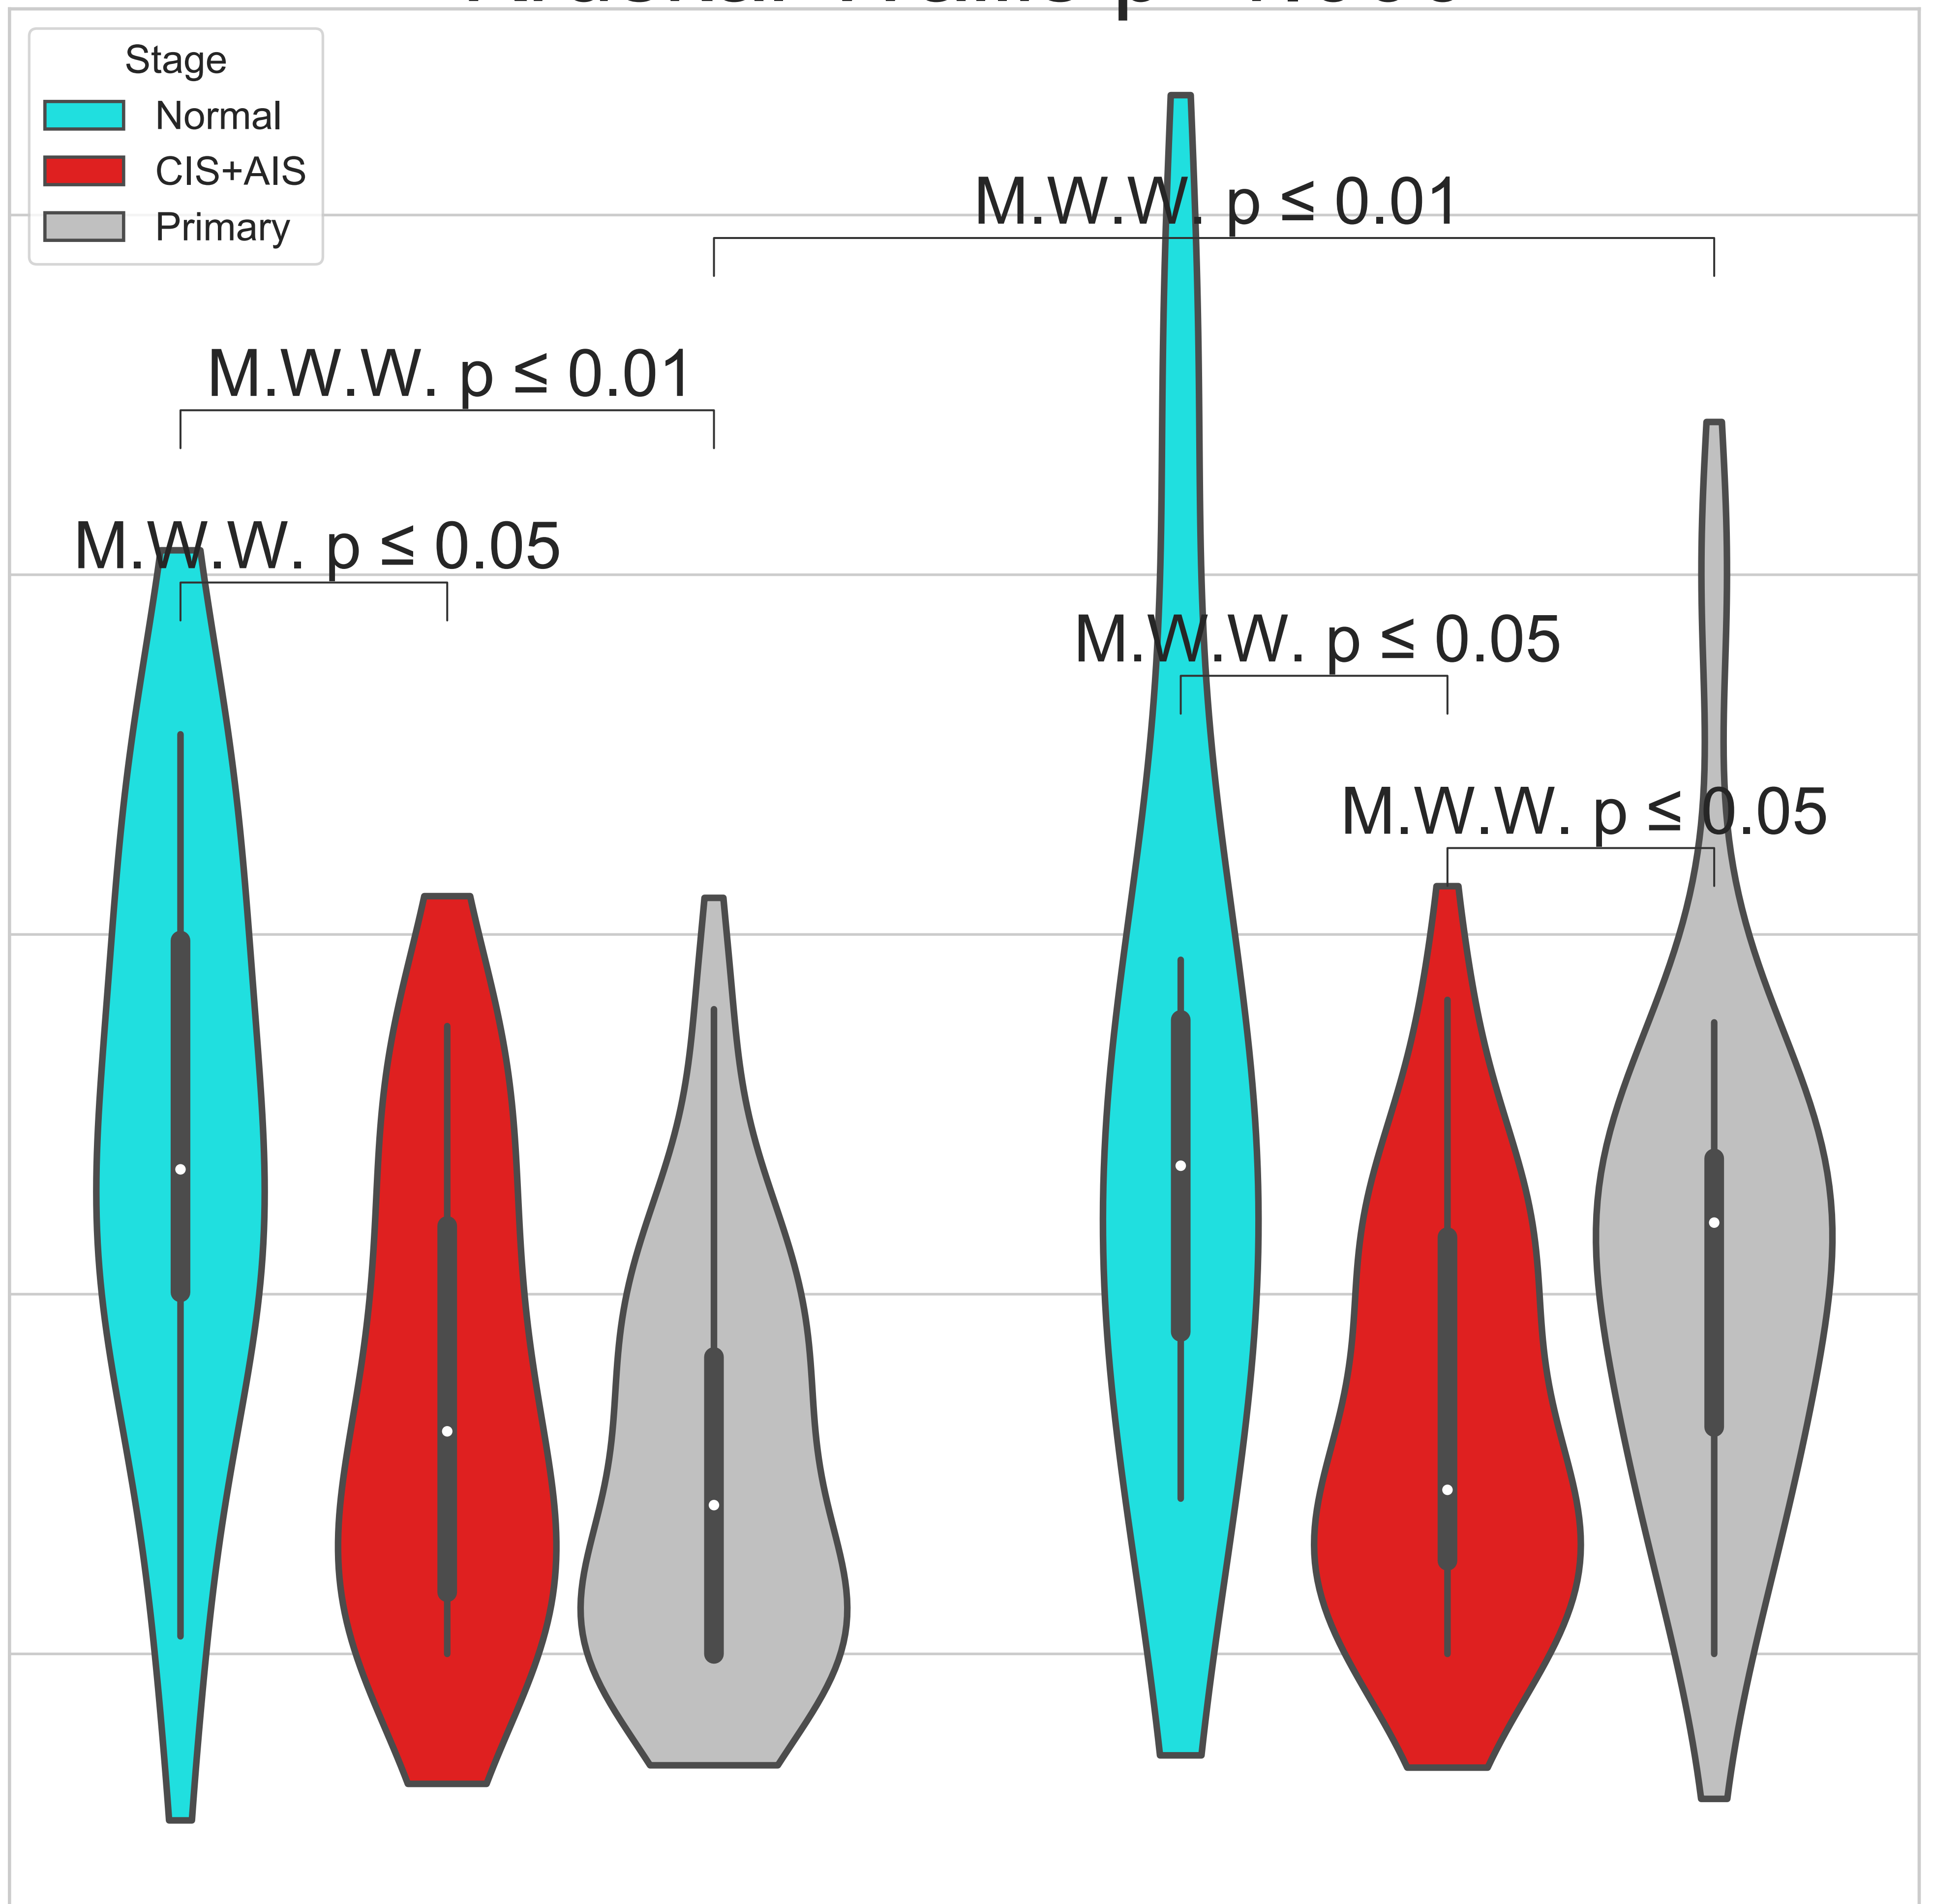 Stage
Normal
CIS+AIS
Primary
M.W.W. p ≤ 0.01
M.W.W. p ≤ 0.01
M.W.W. p ≤ 0.05
M.W.W. p ≤ 0.05
M.W.W. p ≤ 0.05